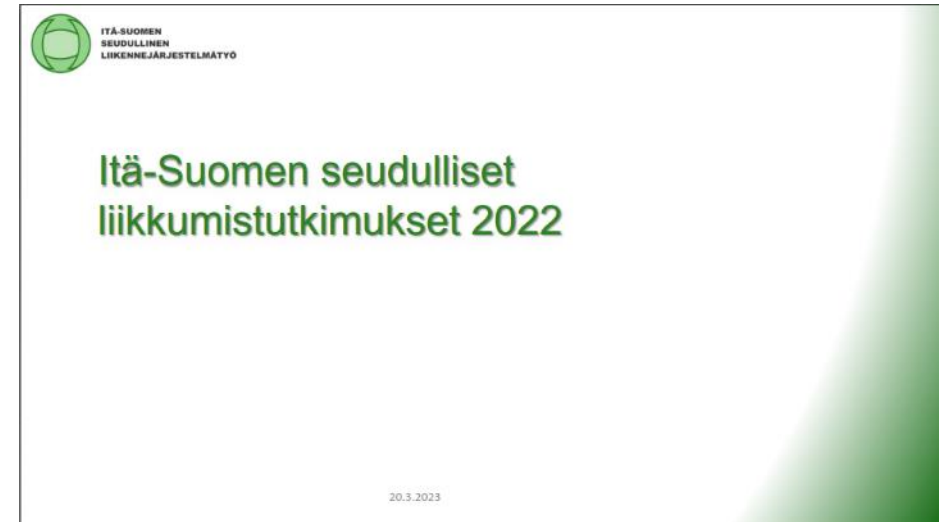 ITÄ-SUOMEN
SEUDULLINEN
LIIKENNEJÄRJESTELMÄTYÖ
Itä-Suomen seudulliset
liikkumistutkimukset 2022
20.3.2023